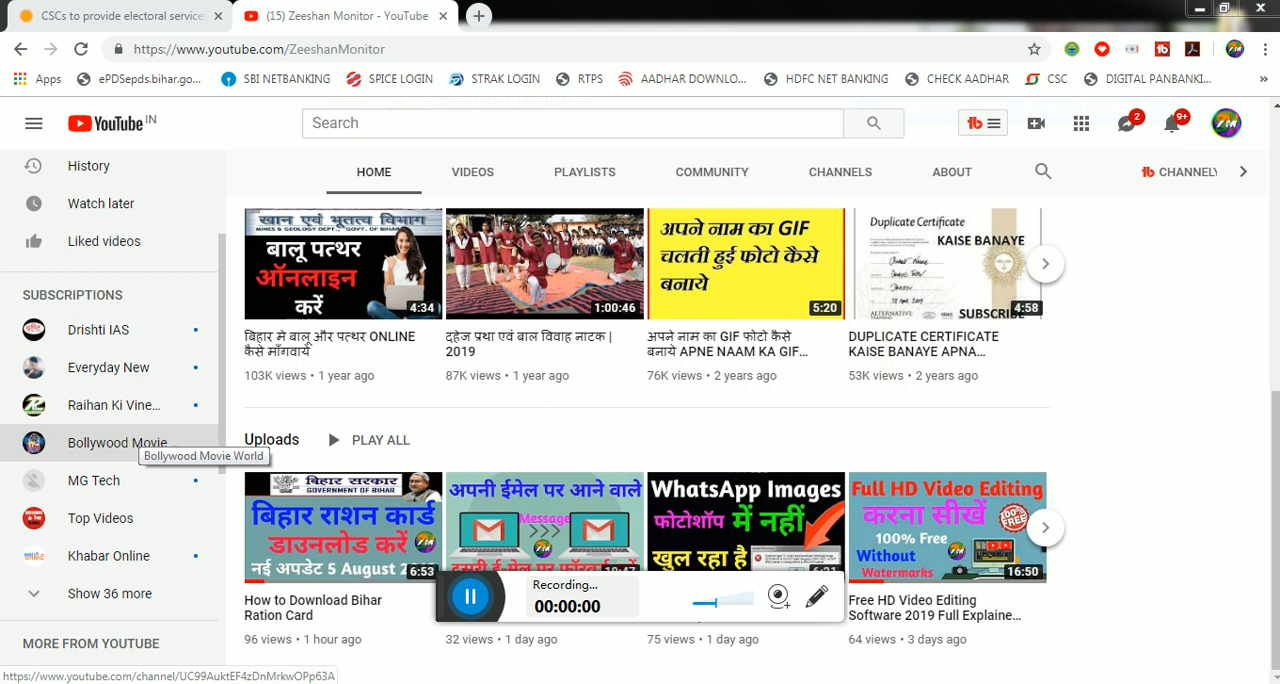 CSCs to provide electoral service
(15) Zeeshan Monitor - YouTube
https://www.youtube.com/ZeeshanMonitor
Apps
ePDSepds.bihar.go...
SBI NETBANKING
SPICE LOGIN
STRAK LOGIN
RTPS
AADHAR DOWNLO...
HDFC NET BANKING
CHECK AADHAR
CSC
DIGITAL PANBANKI...
YouTube IN
Search
2
9+
HOME
VIDEOS
PLAYLISTS
COMMUNITY
CHANNELS
ABOUT
CHANNELY
History
Watch later
Liked videos
SUBSCRIPTIONS
Drishti IAS
Everyday New
Raihan Ki Vine...
Bollywood Movie ...
Bollywood Movie World
MG Tech
Top Videos
Khabar Online
Show 36 more
MORE FROM YOUTUBE
https://www.youtube.com/channel/UC99AuktEF4zDnMrkwOPp63A
खान एवं भूतत्व विभाग
MINES & GEOLOGY DEPT., GOVT. OF BIHAR
बालू पत्थर
ऑनलाइन
करें
4:34
बिहार मे बालू और पत्थर ONLINE
कैसे माँगवाये
103K views • 1 year ago
1:00:46
दहेज प्रथा एवं बाल विवाह नाटक |
2019
87K views • 1 year ago
अपने नाम का GIF
चलती हुई फोटो कैसे
बनाये
5:20
अपने नाम का GIF फोटो कैसे
बनाये APNE NAAM KA GIF...
76K views • 2 years ago
Duplicate Certificate
KAISE BANAYE
SUBSCRIBE
4:58
DUPLICATE CERTIFICATE
KAISE BANAYE APNA...
53K views • 2 years ago
Uploads
PLAY ALL
बिहार सरकार
GOVERNMENT OF BIHAR
बिहार राशन कार्ड
डाउनलोड करें
नई अपडेट 5 August
6:53
How to Download Bihar
Ration Card
96 views • 1 hour ago
अपनी ईमेल पर आने वाले
Message
32 views • 1 day ago
WhatsApp Images
फोटोशॉप में नहीं
खुल रहा है
75 views • 1 day ago
Full HD Video Editing
करना सीखें
100% FREE
100% Free
Without
Watermarks
16:50
Free HD Video Editing
Software 2019 Full Explaine...
64 views • 3 days ago
Recording...
00:00:00